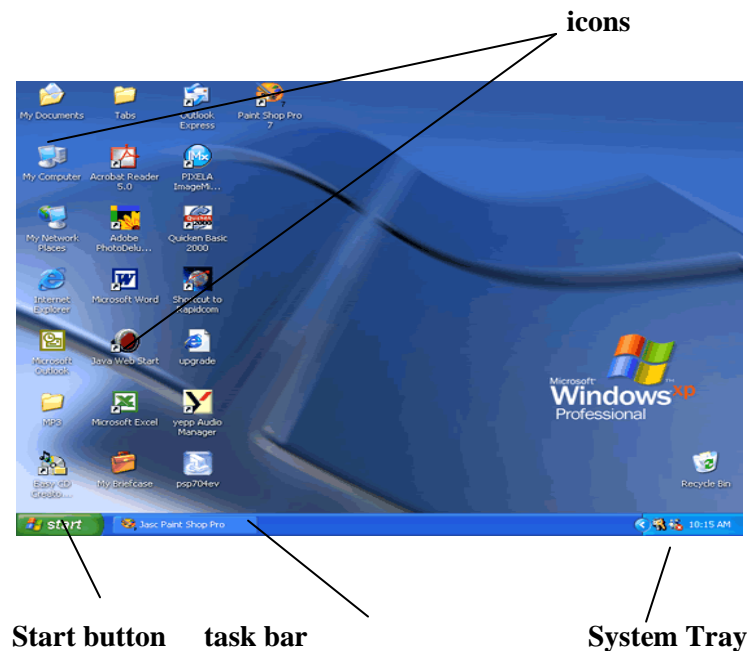 icons
My Documents
Tabs
Outlook
Express
Paint Shop Pro
7
My Computer
Acrobat Reader
5.0
PIXELA
ImageMi...
My Network
Places
Adobe
PhotoDelu...
Quicken Basic
2000
Internet
Explorer
Microsoft Word
Shortcut to
Rapidcom
Microsoft
Outlook
Java Web Start
upgrade
MP3
Microsoft Excel
yepp Audio
Manager
Easy CD
Creato...
My Briefcase
psp704ev
Microsoft
Windows xp
Professional
Recycle Bin
start
Jasc Paint Shop Pro
10:15 AM
Start button task bar System Tray